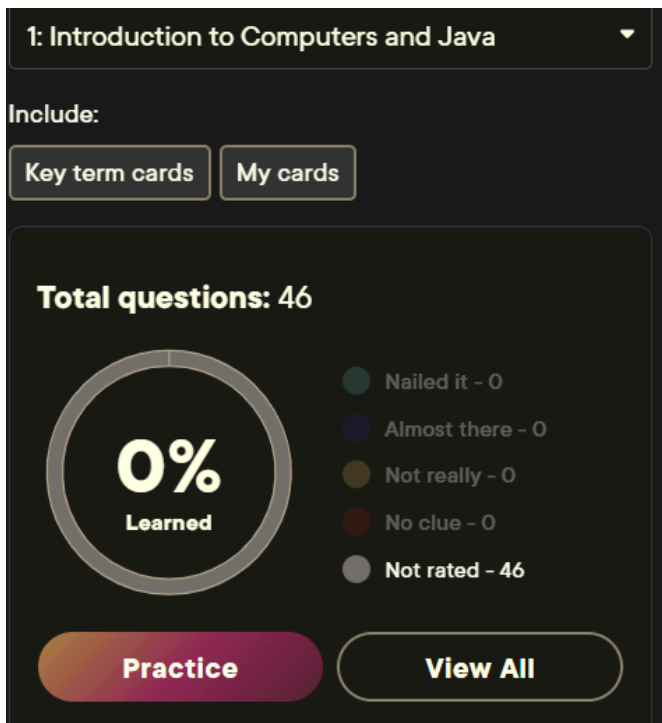 1: Introduction to Computers and Java
Include:
Key term cards
My cards
Total questions: 46
0%
Learned
Nailed it - 0
Almost there - 0
Not really - 0
No clue - 0
Not rated - 46
Practice
View All